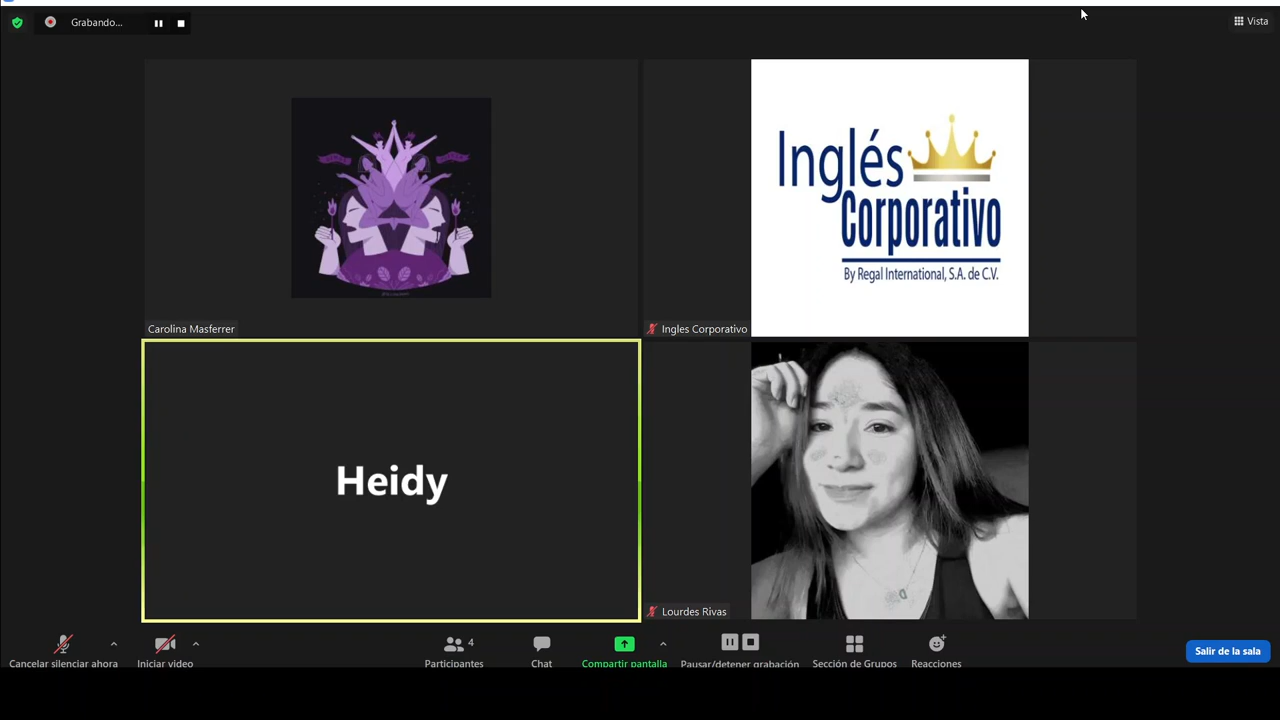 Grabando...
Vista
Inglés
Corporativo
By Regal International, S.A. de C.V.
Carolina Masferrer
Ingles Corporativo
Heidy
Lourdes Rivas
4
Cancelar silenciar ahora
Iniciar video
Participantes
Chat
Compartir pantalla
Pausar/detener grabación
Sección de Grupos
Reacciones
Salir de la sala